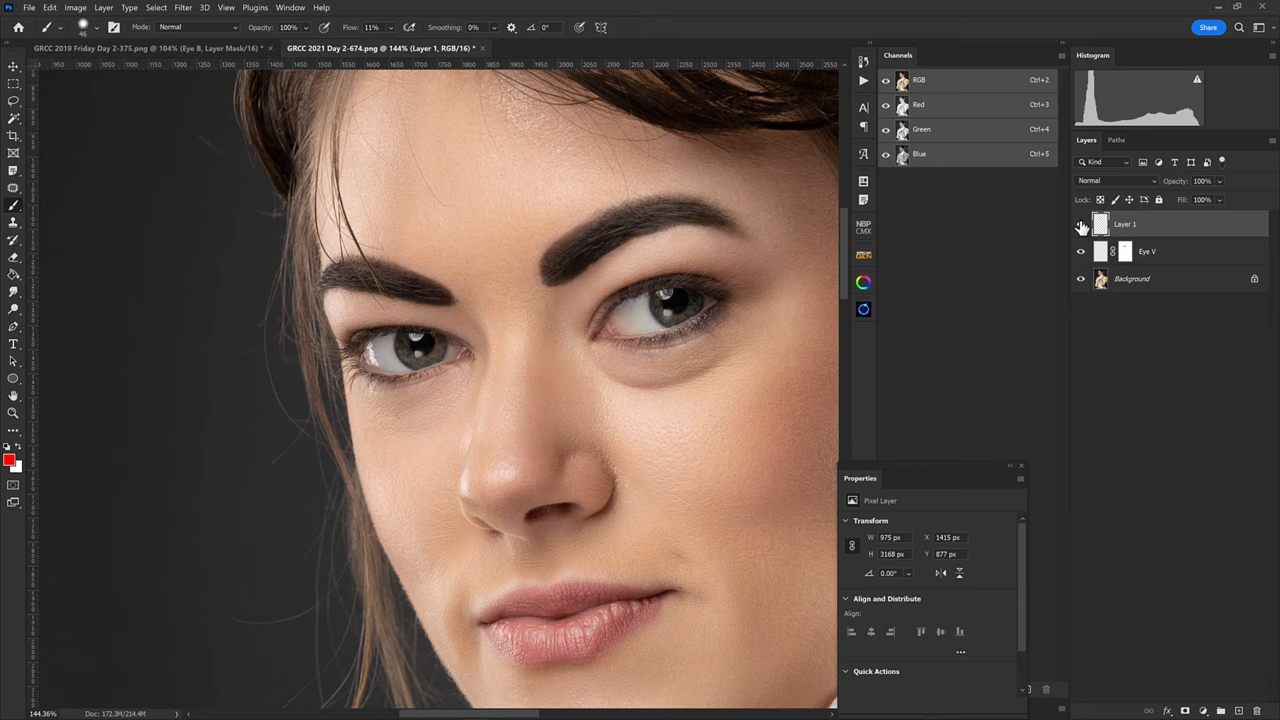 Ps File Edit Image Layer Type Select Filter 3D View Plugins Window Help
46 Mode: Normal Opacity: 100% Flow: 11% Smoothing: 0% 0° Share
GRCC 2019 Friday Day 2-375.png @ 104% (Eye B, Layer Mask/16) * × GRCC 2021 Day 2-674.png @ 144% (Layer 1, RGB/16) * ×
950 1000 1050 1100 1150 1200 1250 1300 1350 1400 1450 1500 1550 1600 1650 1700 1750 1800 1850 1900 1950 2000 2050 2100 2150 2200 2250 2300 2350 2400 2450 2500 2550
Channels
RGB Ctrl+2
Red Ctrl+3
Green Ctrl+4
Blue Ctrl+5
NBP
CMX
GEN
Histogram
Layers Paths
Kind
Normal Opacity: 100%
Lock: Fill: 100%
Layer 1
Eye V
Background
Properties
Pixel Layer
Transform
W 975 px X 1415 px
H 3168 px Y 877 px
0.00°
Align and Distribute
Align:
Quick Actions
144.36% Doc: 172.3M/214.4M
fx